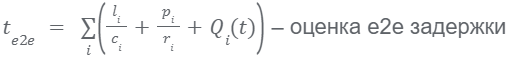 t_e2e = ∑_i (l_i/c_i + p_i/r_i + Q_i(t)) – оценка e2e задержки